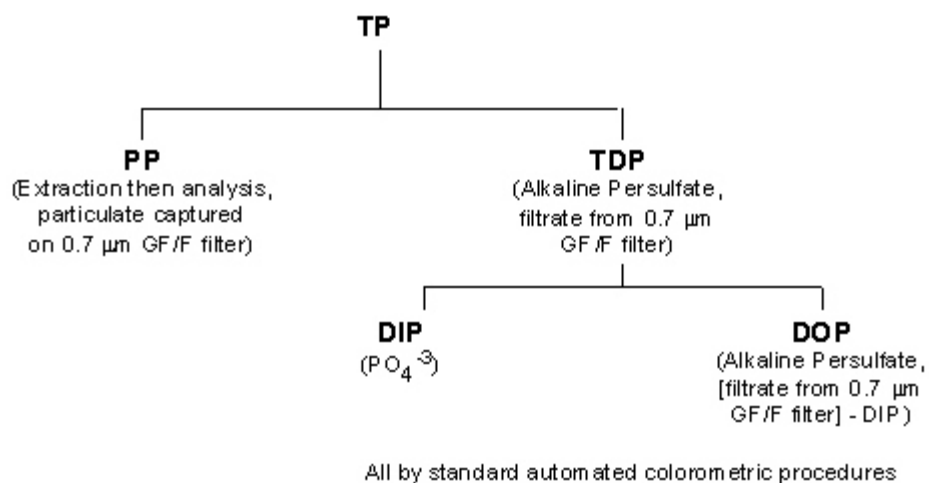 TP
PP
(Extraction then analysis,
particulate captured
on 0.7 µm GF/F filter)
TDP
(Alkaline Persulfate,
filtrate from 0.7 µm
GF/F filter)
DIP
(PO4-3)
DOP
(Alkaline Persulfate,
[filtrate from 0.7 µm
GF/F filter] - DIP)
All by standard automated colorometric procedures